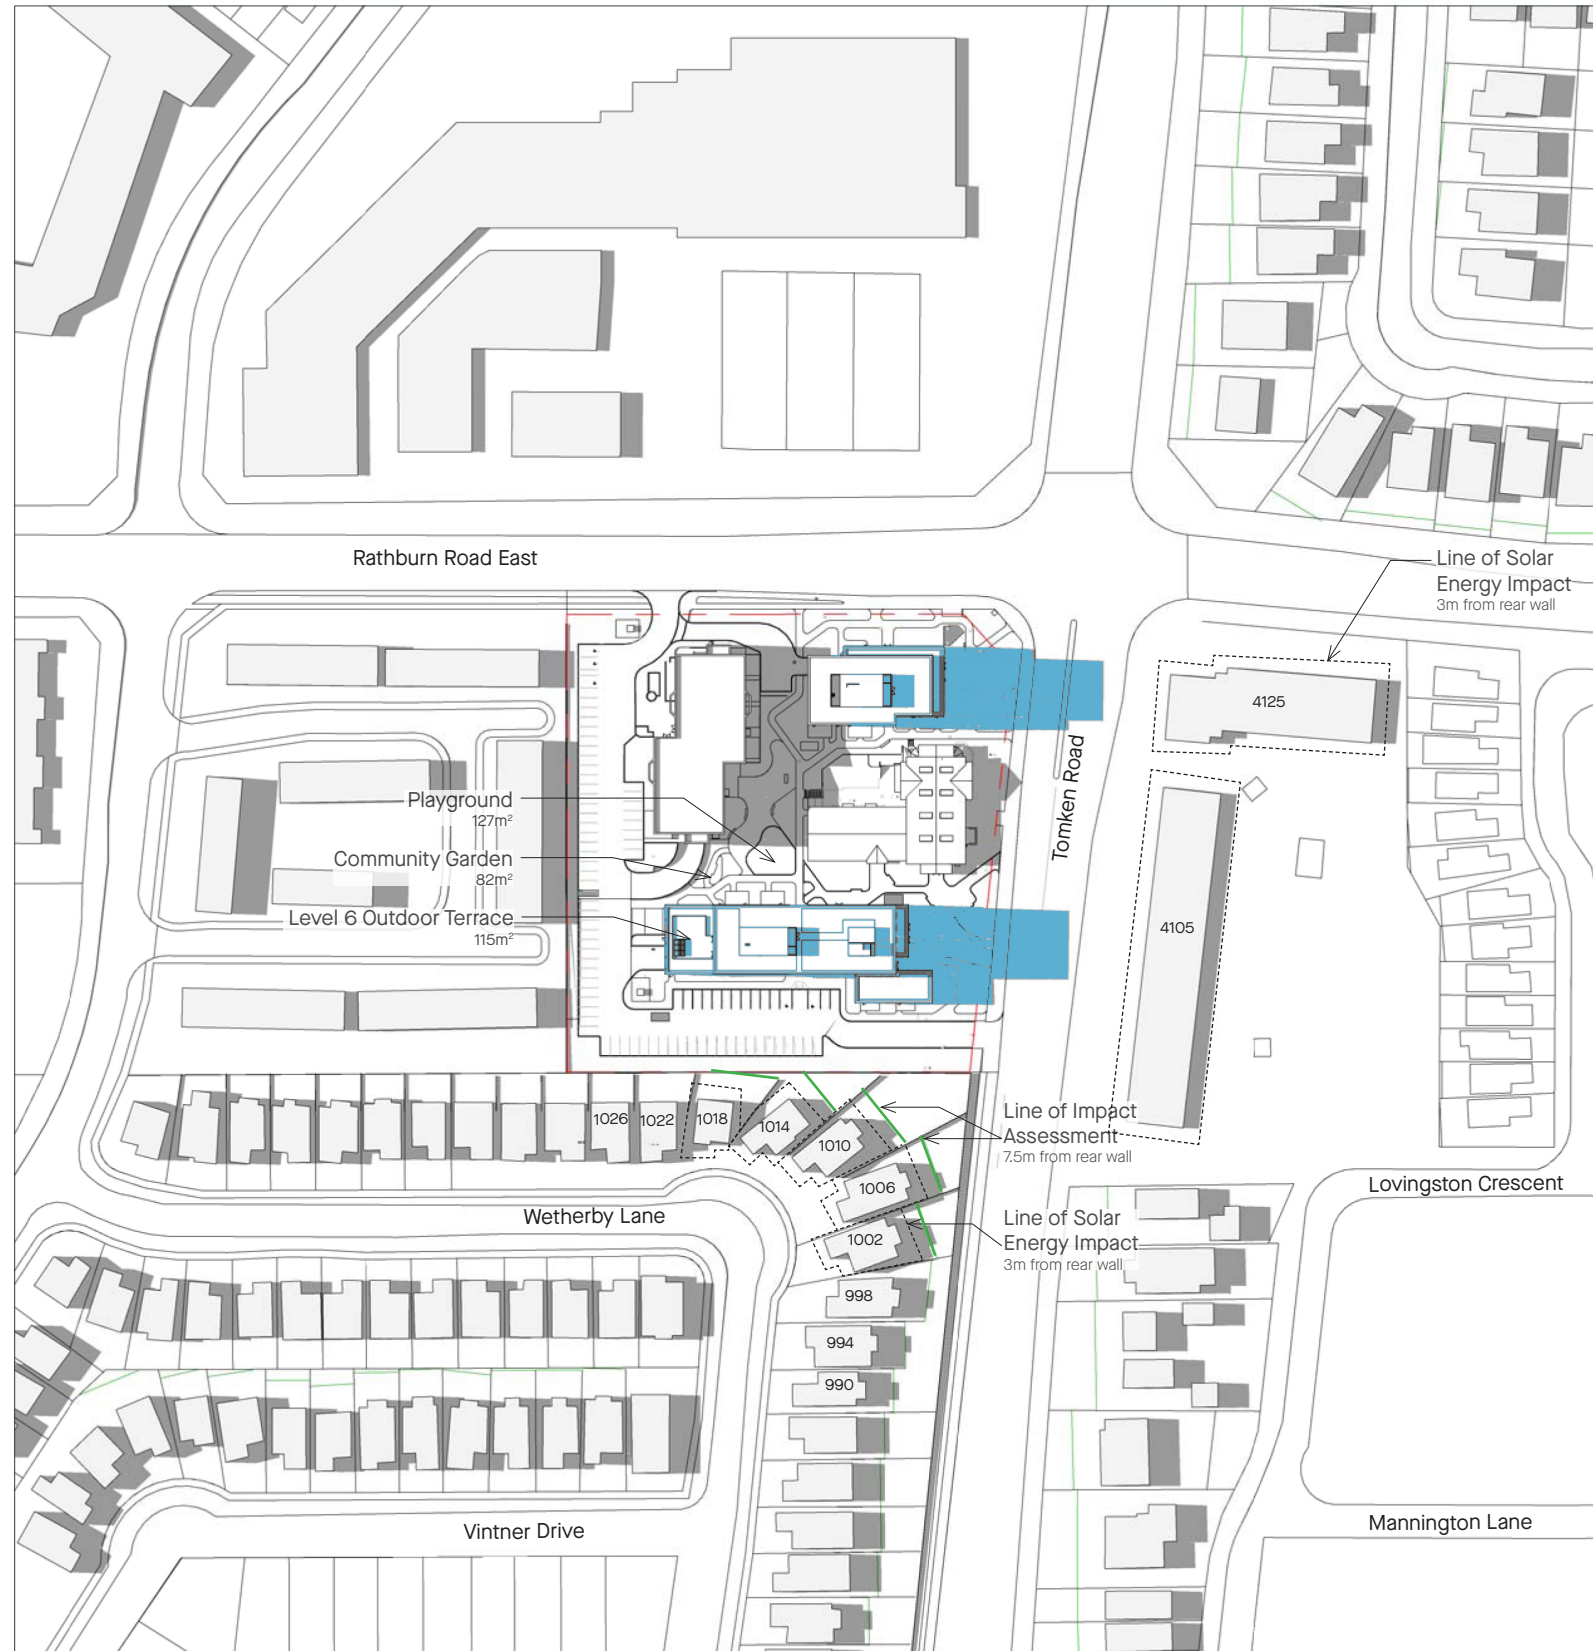 Rathburn Road East
Line of Solar
Energy Impact
3m from rear wall
4125
Tomken Road
Playground
127m²
Community Garden
82m²
Level 6 Outdoor Terrace
115m²
4105
1026
1022
1018
1014
1010
1006
1002
998
994
990
Line of Impact
Assessment
7.5m from rear wall
Lovingston Crescent
Wetherby Lane
Line of Solar
Energy Impact
3m from rear wall
Vintner Drive
Mannington Lane